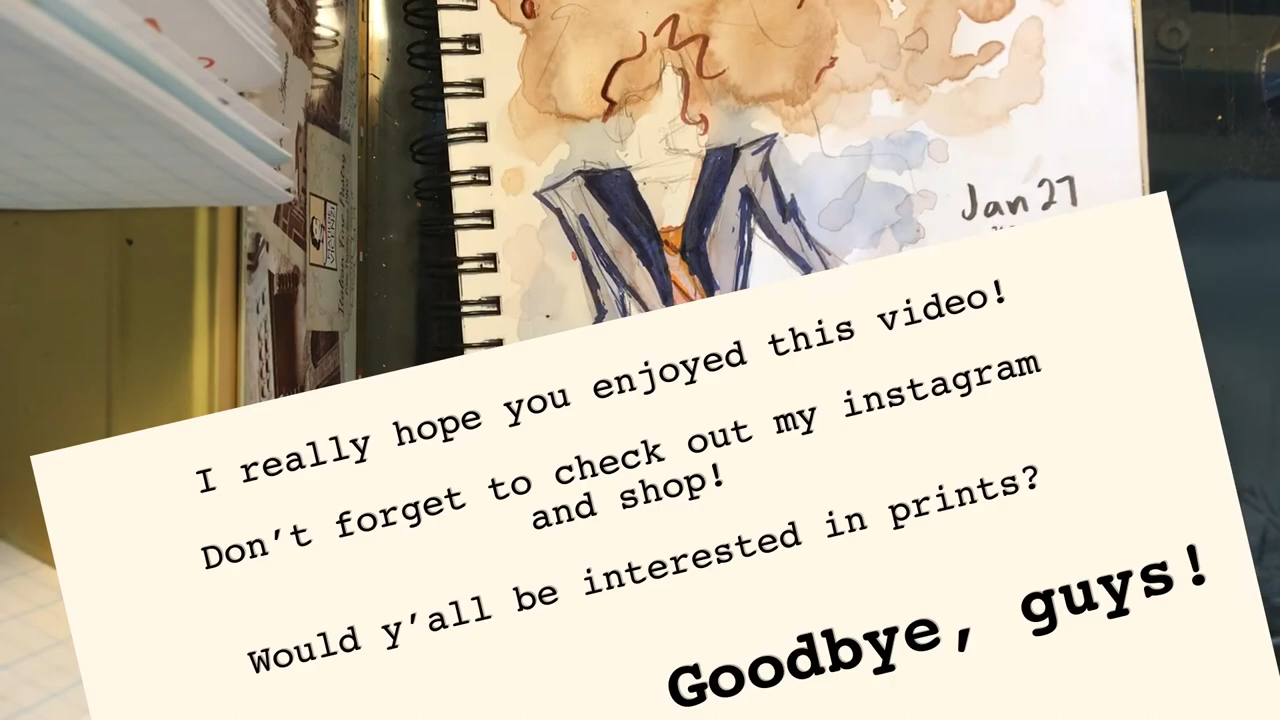 Jan 27
I really hope you enjoyed this video!
Don't forget to check out my instagram
and shop!
Would y'all be interested in prints?
Goodbye, guys!